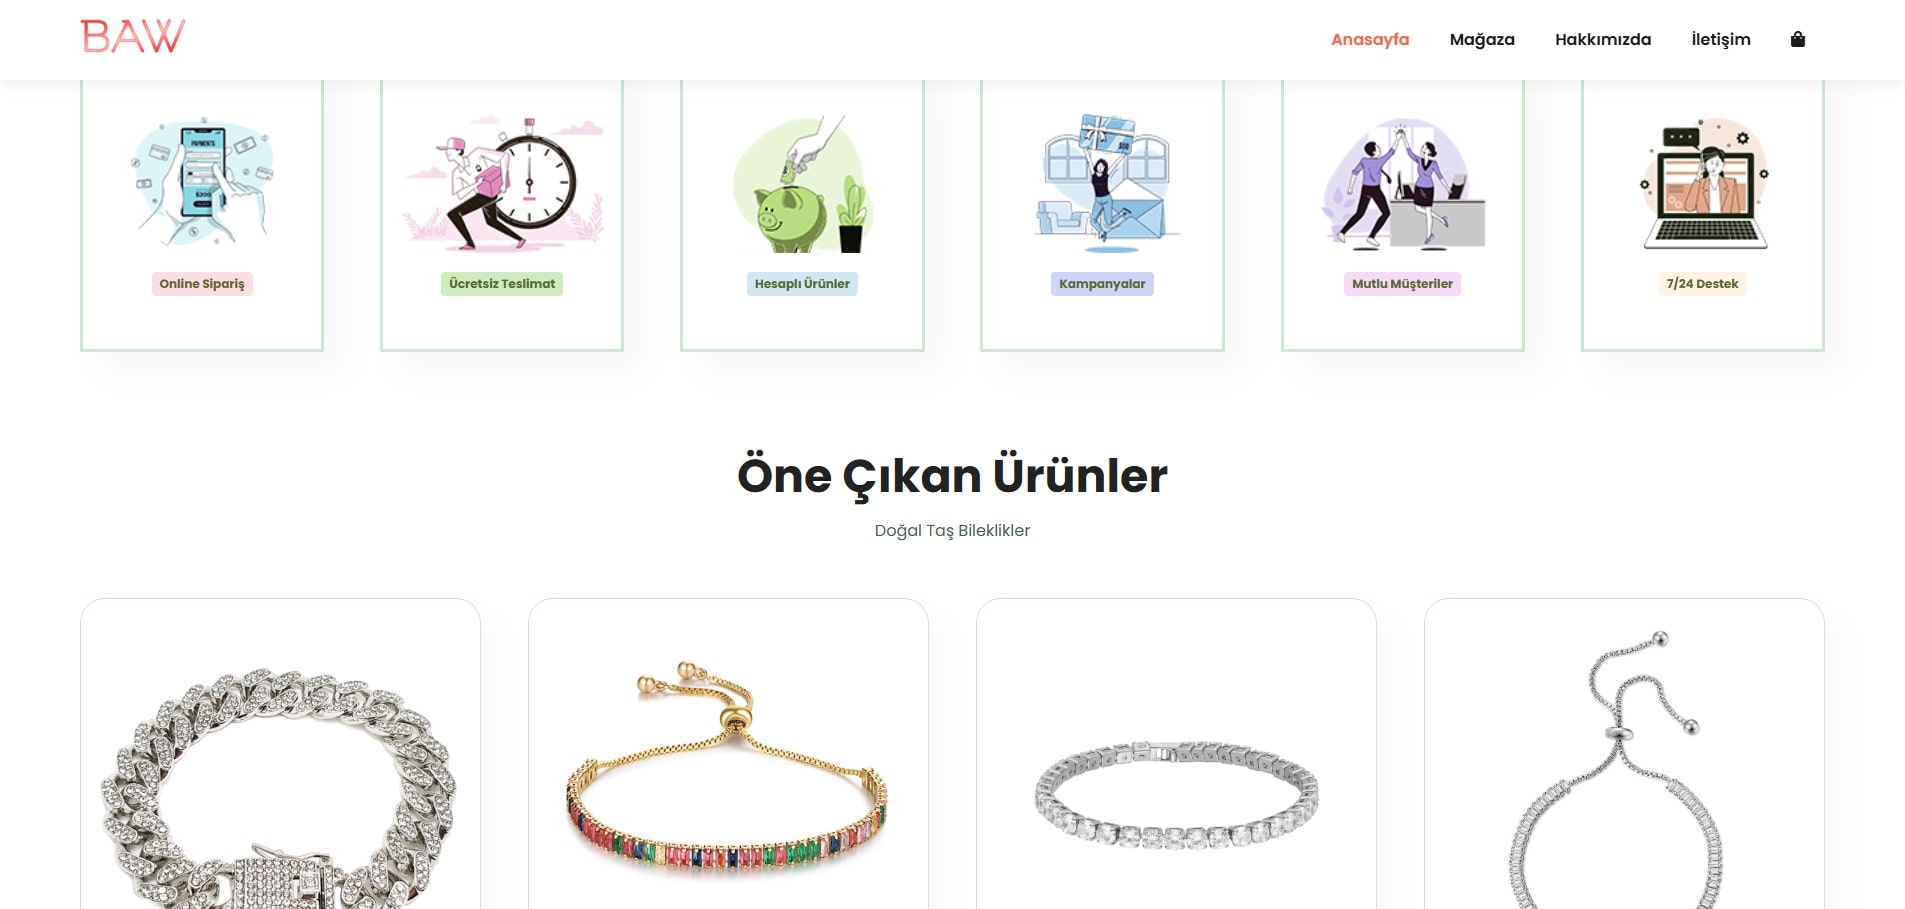 BAW
Anasayfa Mağaza Hakkımızda İletişim
PAYMENTS
$200
$50
Online Sipariş
Ücretsiz Teslimat
Hesaplı Ürünler
Kampanyalar
Mutlu Müşteriler
7/24 Destek
Öne Çıkan Ürünler
Doğal Taş Bileklikler